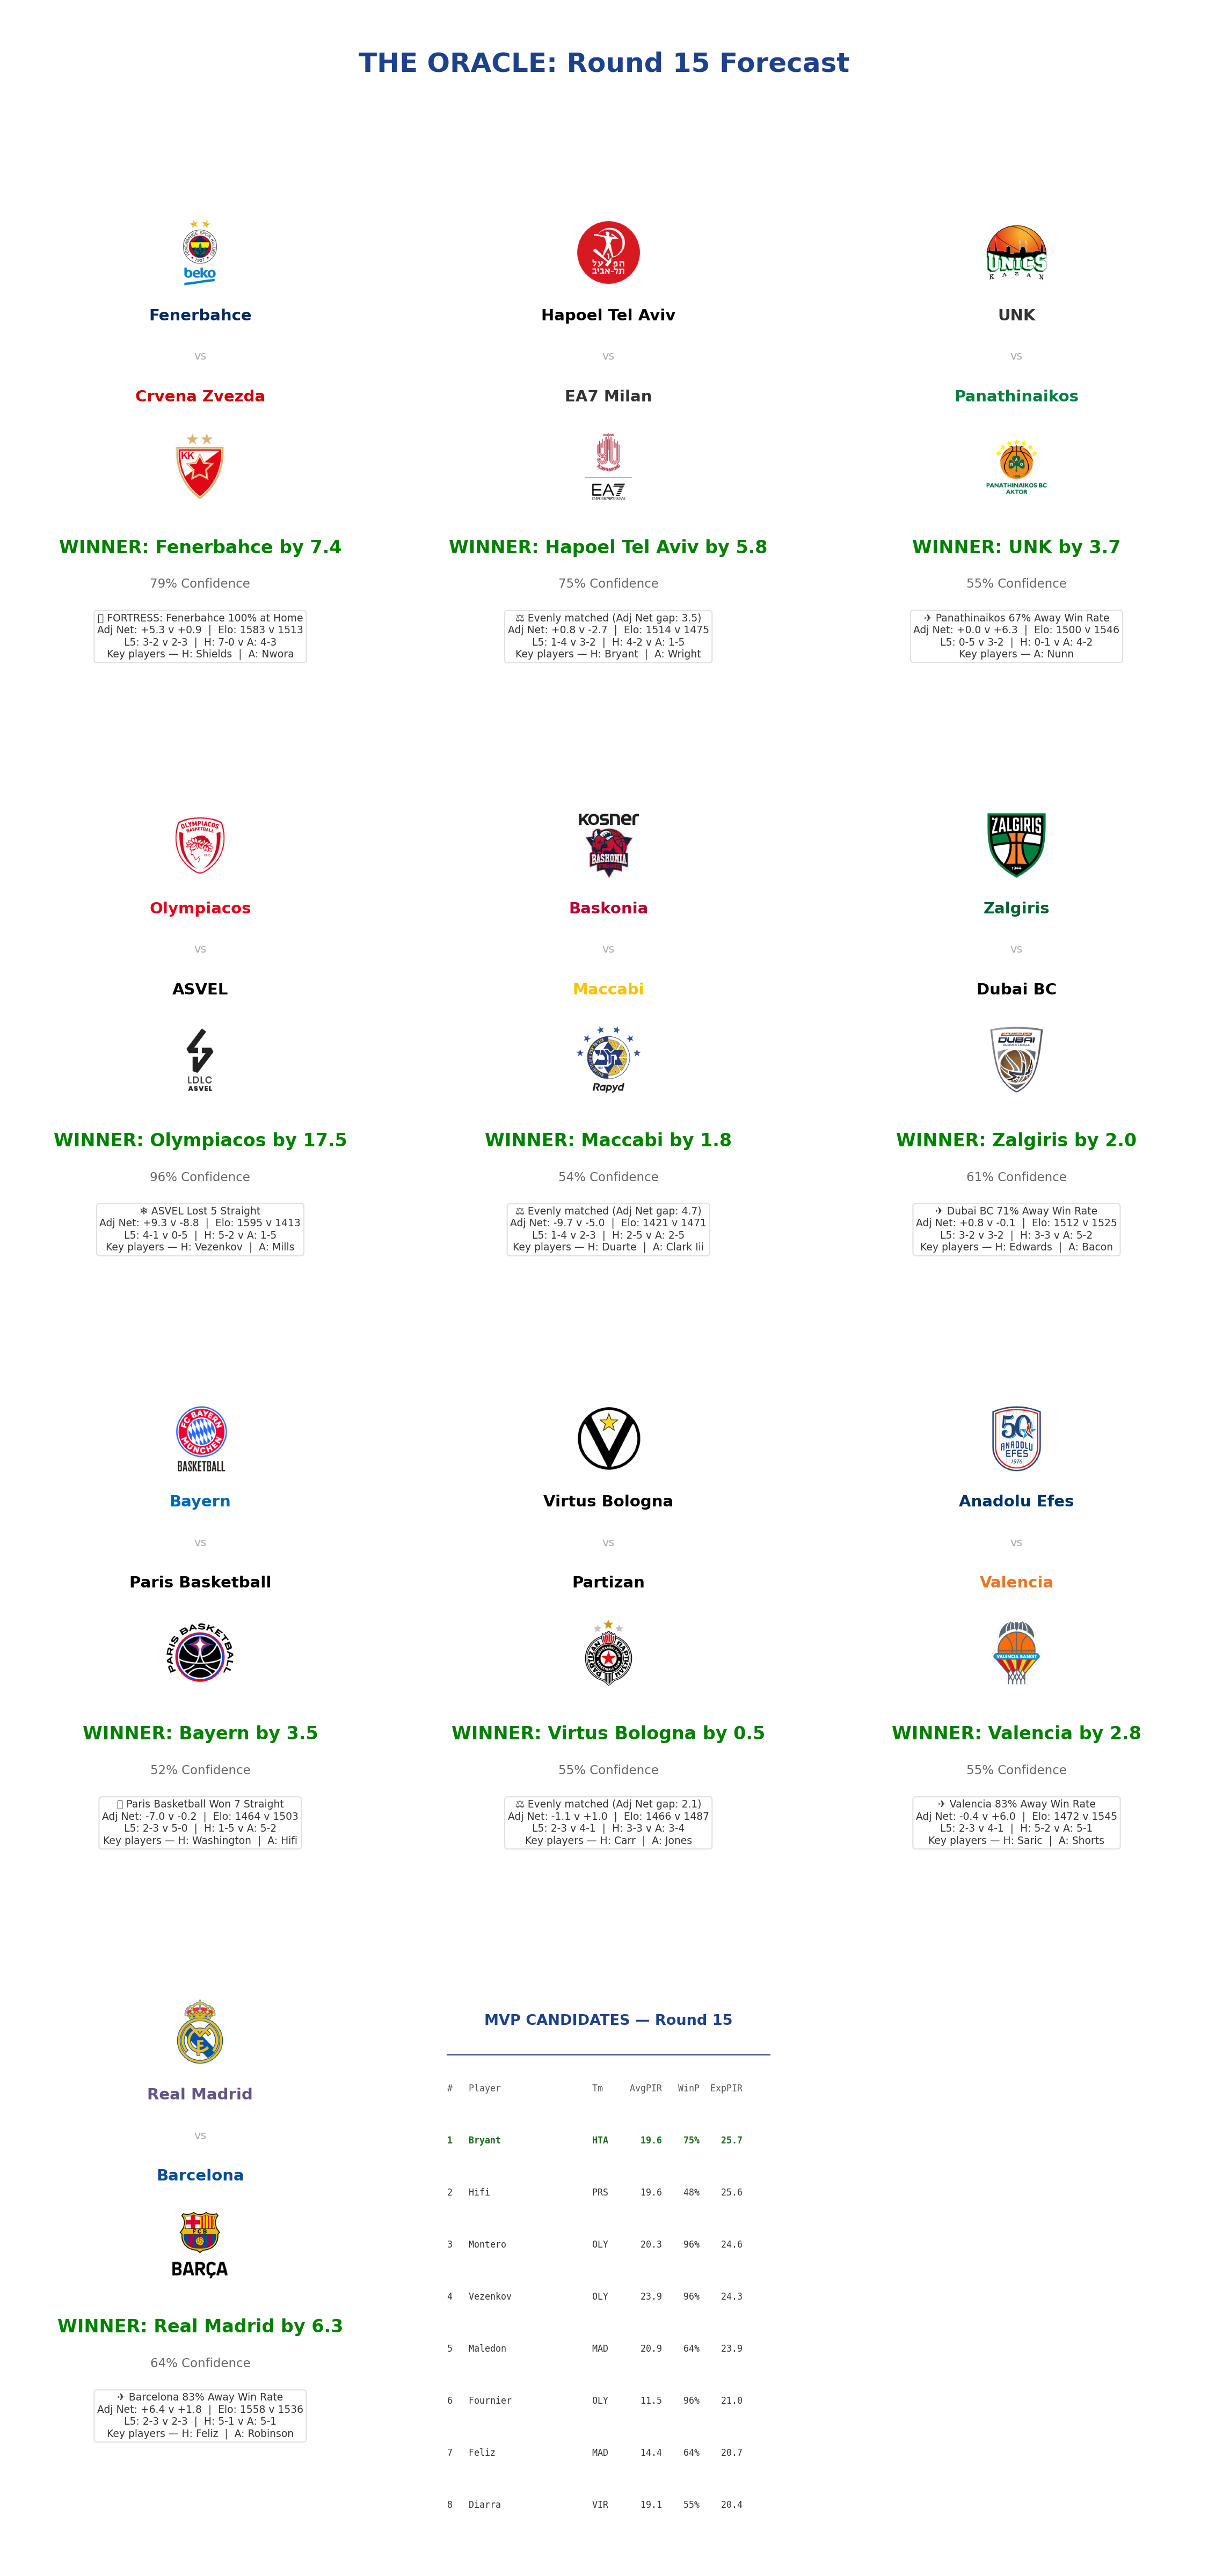 THE ORACLE: Round 15 Forecast
beko
Fenerbahce
vs
Crvena Zvezda
KK
WINNER: Fenerbahce by 7.4
79% Confidence
FORTRESS: Fenerbahce 100% at Home
Adj Net: +5.3 v +0.9 | Elo: 1583 v 1513
L5: 3-2 v 2-3 | H: 7-0 v A: 4-3
Key players — H: Shields | A: Nwora
הפועל
תל-אביב
Hapoel Tel Aviv
vs
EA7 Milan
90
EA7
WINNER: Hapoel Tel Aviv by 5.8
75% Confidence
⚖ Evenly matched (Adj Net gap: 3.5)
Adj Net: +0.8 v -2.7 | Elo: 1514 v 1475
L5: 1-4 v 3-2 | H: 4-2 v A: 1-5
Key players — H: Bryant | A: Wright
UNICS
KAZAN
UNK
vs
Panathinaikos
PANATHINAIKOS BC
AKTOR
WINNER: UNK by 3.7
55% Confidence
✈ Panathinaikos 67% Away Win Rate
Adj Net: +0.0 v +6.3 | Elo: 1500 v 1546
L5: 0-5 v 3-2 | H: 0-1 v A: 4-2
Key players — A: Nunn
OLYMPIACOS
BASKETBALL
Olympiacos
vs
ASVEL
LDLC
ASVEL
WINNER: Olympiacos by 17.5
96% Confidence
❄ ASVEL Lost 5 Straight
Adj Net: +9.3 v -8.8 | Elo: 1595 v 1413
L5: 4-1 v 0-5 | H: 5-2 v A: 1-5
Key players — H: Vezenkov | A: Mills
Kosner
BASKONIA
Baskonia
vs
Maccabi
Rapyd
WINNER: Maccabi by 1.8
54% Confidence
⚖ Evenly matched (Adj Net gap: 4.7)
Adj Net: -9.7 v -5.0 | Elo: 1421 v 1471
L5: 1-4 v 2-3 | H: 2-5 v A: 2-5
Key players — H: Duarte | A: Clark Iii
ZALGIRIS
1944
Zalgiris
vs
Dubai BC
DUBAI
WINNER: Zalgiris by 2.0
61% Confidence
✈ Dubai BC 71% Away Win Rate
Adj Net: +0.8 v -0.1 | Elo: 1512 v 1525
L5: 3-2 v 3-2 | H: 3-3 v A: 5-2
Key players — H: Edwards | A: Bacon
FC BAYERN
MÜNCHEN
BASKETBALL
Bayern
vs
Paris Basketball
PARIS BASKETBALL
WINNER: Bayern by 3.5
52% Confidence
Paris Basketball Won 7 Straight
Adj Net: -7.0 v -0.2 | Elo: 1464 v 1503
L5: 2-3 v 5-0 | H: 1-5 v A: 5-2
Key players — H: Washington | A: Hifi
V
Virtus Bologna
vs
Partizan
WINNER: Virtus Bologna by 0.5
55% Confidence
⚖ Evenly matched (Adj Net gap: 2.1)
Adj Net: -1.1 v +1.0 | Elo: 1466 v 1487
L5: 2-3 v 4-1 | H: 3-3 v A: 3-4
Key players — H: Carr | A: Jones
50
ANADOLU
EFES
1976
Anadolu Efes
vs
Valencia
VALENCIA BASKET
WINNER: Valencia by 2.8
55% Confidence
✈ Valencia 83% Away Win Rate
Adj Net: -0.4 v +6.0 | Elo: 1472 v 1545
L5: 2-3 v 4-1 | H: 5-2 v A: 5-1
Key players — H: Saric | A: Shorts
Real Madrid
vs
Barcelona
FCB
BARÇA
WINNER: Real Madrid by 6.3
64% Confidence
✈ Barcelona 83% Away Win Rate
Adj Net: +6.4 v +1.8 | Elo: 1558 v 1536
L5: 2-3 v 2-3 | H: 5-1 v A: 5-1
Key players — H: Feliz | A: Robinson
MVP CANDIDATES — Round 15
# Player Tm AvgPIR WinP ExpPIR
1 Bryant HTA 19.6 75% 25.7
2 Hifi PRS 19.6 48% 25.6
3 Montero OLY 20.3 96% 24.6
4 Vezenkov OLY 23.9 96% 24.3
5 Maledon MAD 20.9 64% 23.9
6 Fournier OLY 11.5 96% 21.0
7 Feliz MAD 14.4 64% 20.7
8 Diarra VIR 19.1 55% 20.4